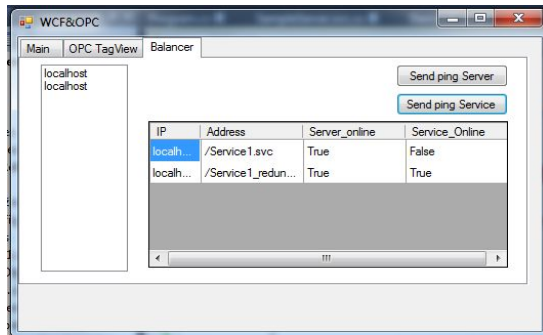 WCF&OPC
Main OPC TagView Balancer
localhost
localhost
Send ping Server
Send ping Service
IP Address Server_online Service_Online
localh... /Service1.svc True False
localh... /Service1_redun... True True